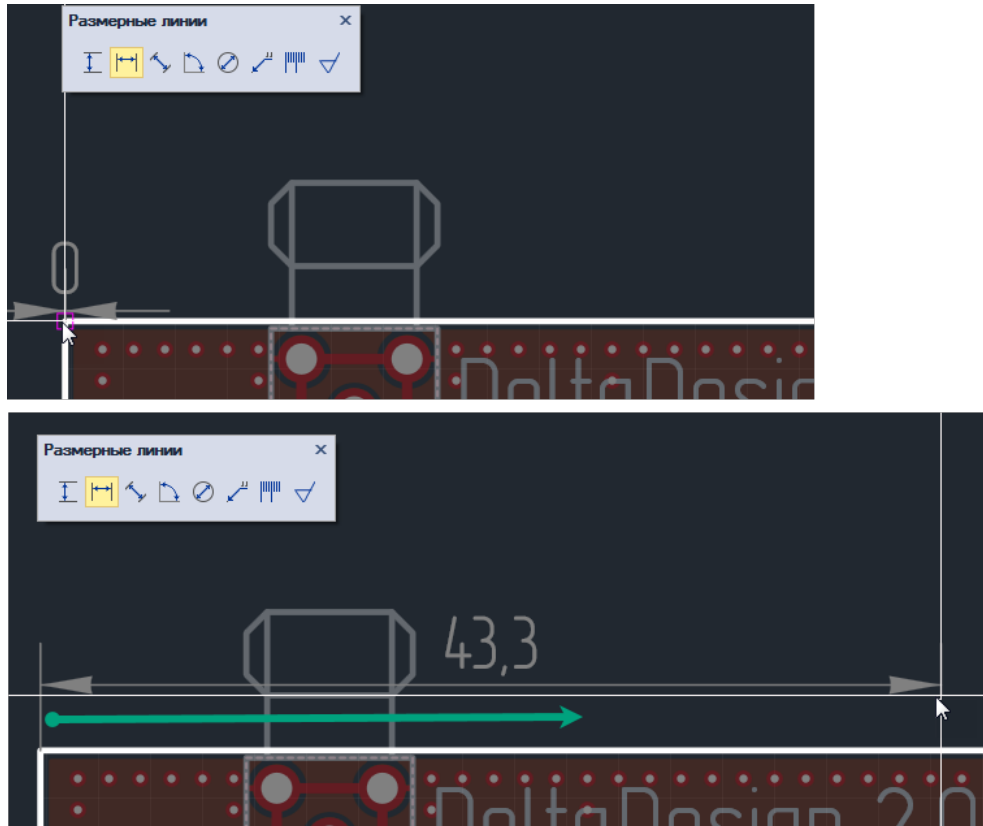 Размерные линии
0
DeltaDesign
Размерные линии
43,3
DeltaDesign 2.0